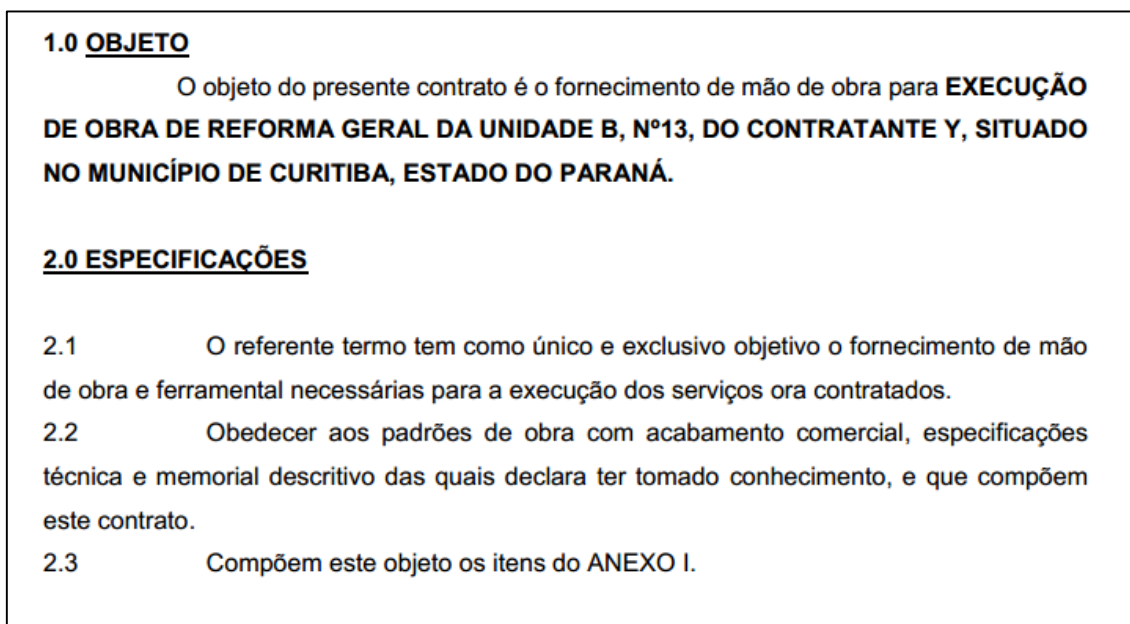 1.0 OBJETO
O objeto do presente contrato é o fornecimento de mão de obra para EXECUÇÃO
DE OBRA DE REFORMA GERAL DA UNIDADE B, Nº13, DO CONTRATANTE Y, SITUADO
NO MUNICÍPIO DE CURITIBA, ESTADO DO PARANÁ.
2.0 ESPECIFICAÇÕES
2.1 O referente termo tem como único e exclusivo objetivo o fornecimento de mão
de obra e ferramental necessárias para a execução dos serviços ora contratados.
2.2 Obedecer aos padrões de obra com acabamento comercial, especificações
técnica e memorial descritivo das quais declara ter tomado conhecimento, e que compõem
este contrato.
2.3 Compõem este objeto os itens do ANEXO I.